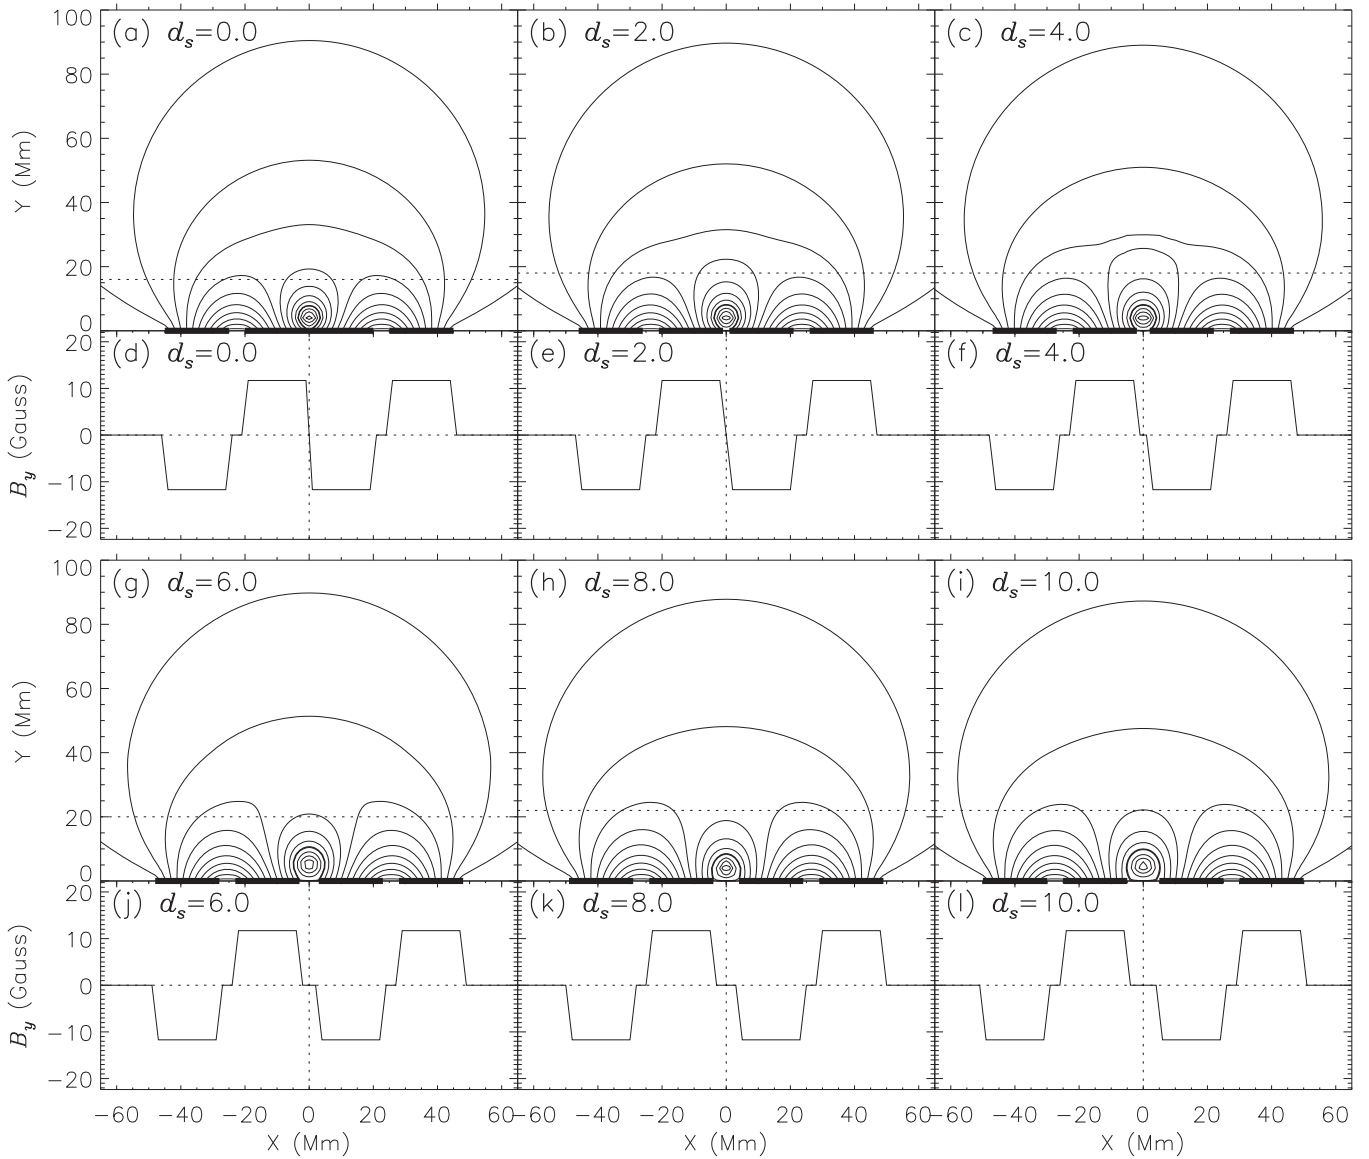 (a) d_s=0.0
(b) d_s=2.0
(c) d_s=4.0
100
80
60
40
20
0
Y (Mm)
(d) d_s=0.0
(e) d_s=2.0
(f) d_s=4.0
20
10
0
−10
−20
B_y (Gauss)
(g) d_s=6.0
(h) d_s=8.0
(i) d_s=10.0
100
80
60
40
20
0
Y (Mm)
(j) d_s=6.0
(k) d_s=8.0
(l) d_s=10.0
20
10
0
−10
−20
B_y (Gauss)
−60 −40 −20 0 20 40 60 −60 −40 −20 0 20 40 60 −60 −40 −20 0 20 40 60
X (Mm) X (Mm) X (Mm)